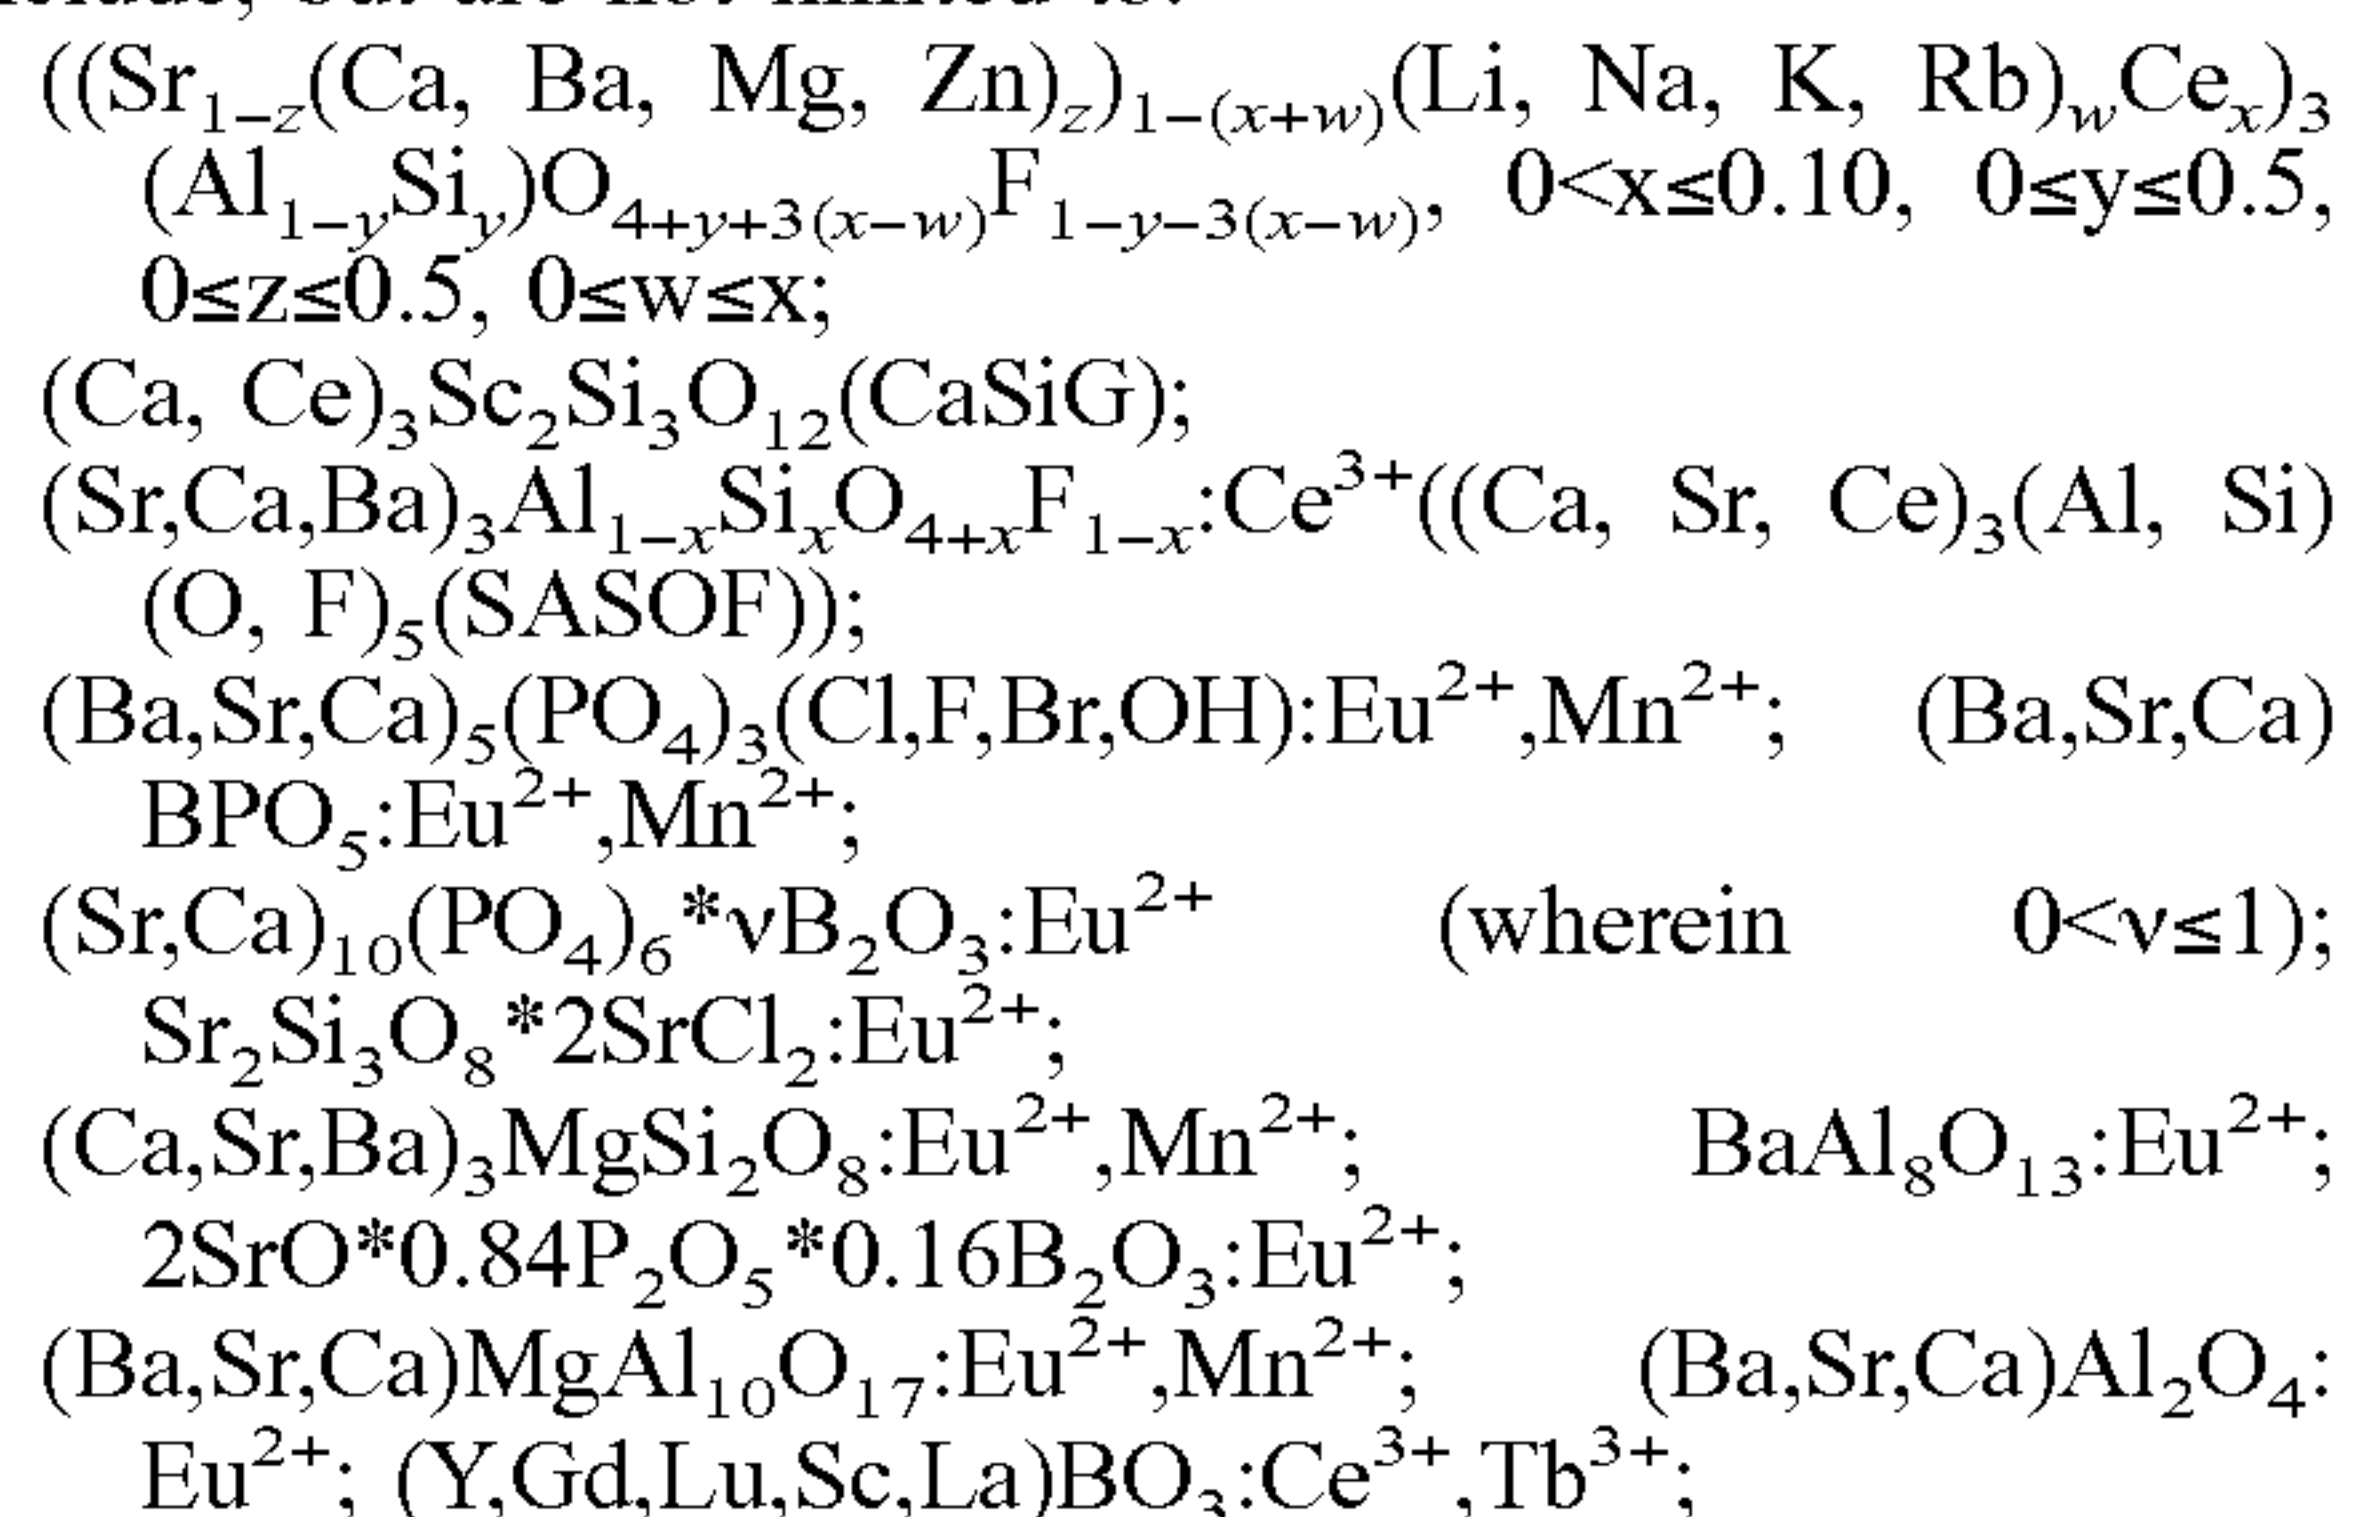 but are not limited to:
((Sr₁₋z(Ca, Ba, Mg, Zn)z)₁₋₍ₓ₊w₎(Li, Na, K, Rb)wCeₓ)₃
(Al₁₋ySiy)O₄₊y₊₃₍ₓ₋w₎F₁₋y₋₃₍ₓ₋w₎, 0<x≤0.10, 0≤y≤0.5,
0≤z≤0.5, 0≤w≤x;
(Ca, Ce)₃Sc₂Si₃O₁₂(CaSiG);
(Sr,Ca,Ba)₃Al₁₋ₓSiₓO₄₊ₓF₁₋ₓ:Ce³⁺((Ca, Sr, Ce)₃(Al, Si)
(O, F)₅(SASOF));
(Ba,Sr,Ca)₅(PO₄)₃(Cl,F,Br,OH):Eu²⁺,Mn²⁺; (Ba,Sr,Ca)
BPO₅:Eu²⁺,Mn²⁺;
(Sr,Ca)₁₀(PO₄)₆*νB₂O₃:Eu²⁺ (wherein 0<ν≤1);
Sr₂Si₃O₈*2SrCl₂:Eu²⁺;
(Ca,Sr,Ba)₃MgSi₂O₈:Eu²⁺,Mn²⁺; BaAl₈O₁₃:Eu²⁺;
2SrO*0.84P₂O₅*0.16B₂O₃:Eu²⁺;
(Ba,Sr,Ca)MgAl₁₀O₁₇:Eu²⁺,Mn²⁺; (Ba,Sr,Ca)Al₂O₄:
Eu²⁺; (Y,Gd,Lu,Sc,La)BO₃:Ce³⁺,Tb³⁺;